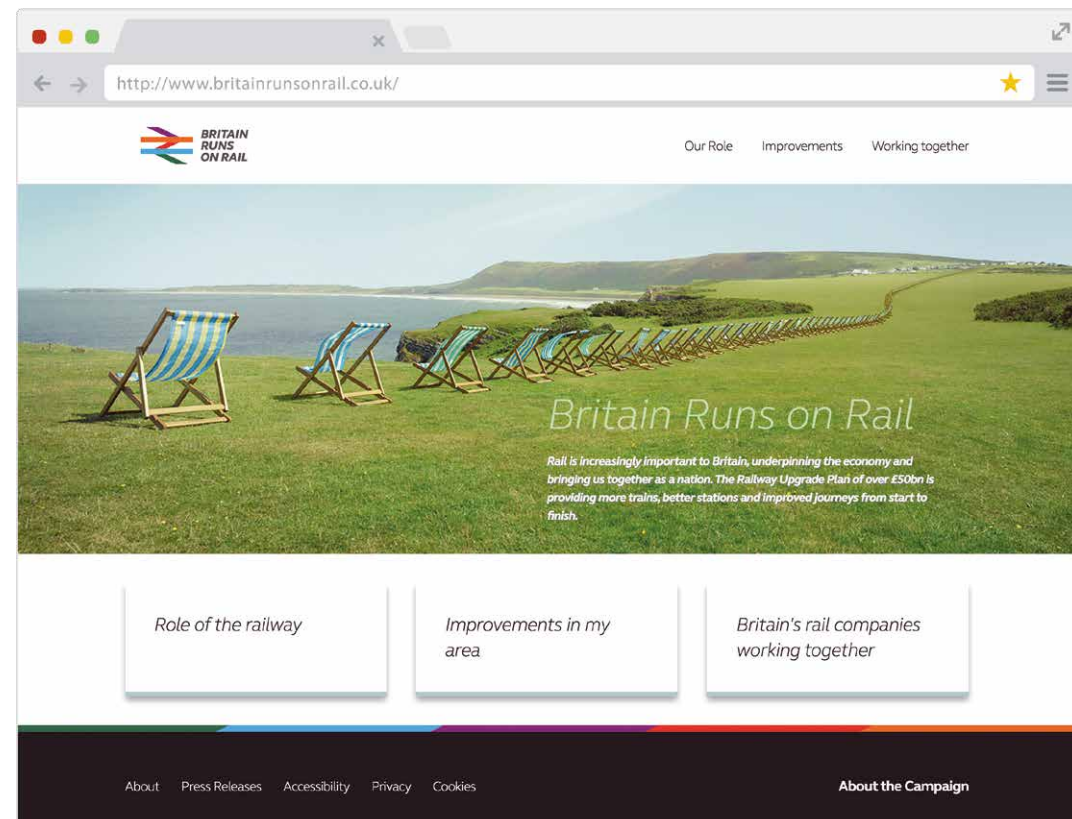 http://www.britainrunsonrail.co.uk/
BRITAIN
RUNS
ON RAIL
Our Role Improvements Working together
Britain Runs on Rail
Rail is increasingly important to Britain, underpinning the economy and
bringing us together as a nation. The Railway Upgrade Plan of over £50bn is
providing more trains, better stations and improved journeys from start to
finish.
Role of the railway
Improvements in my
area
Britain's rail companies
working together
About Press Releases Accessibility Privacy Cookies
About the Campaign